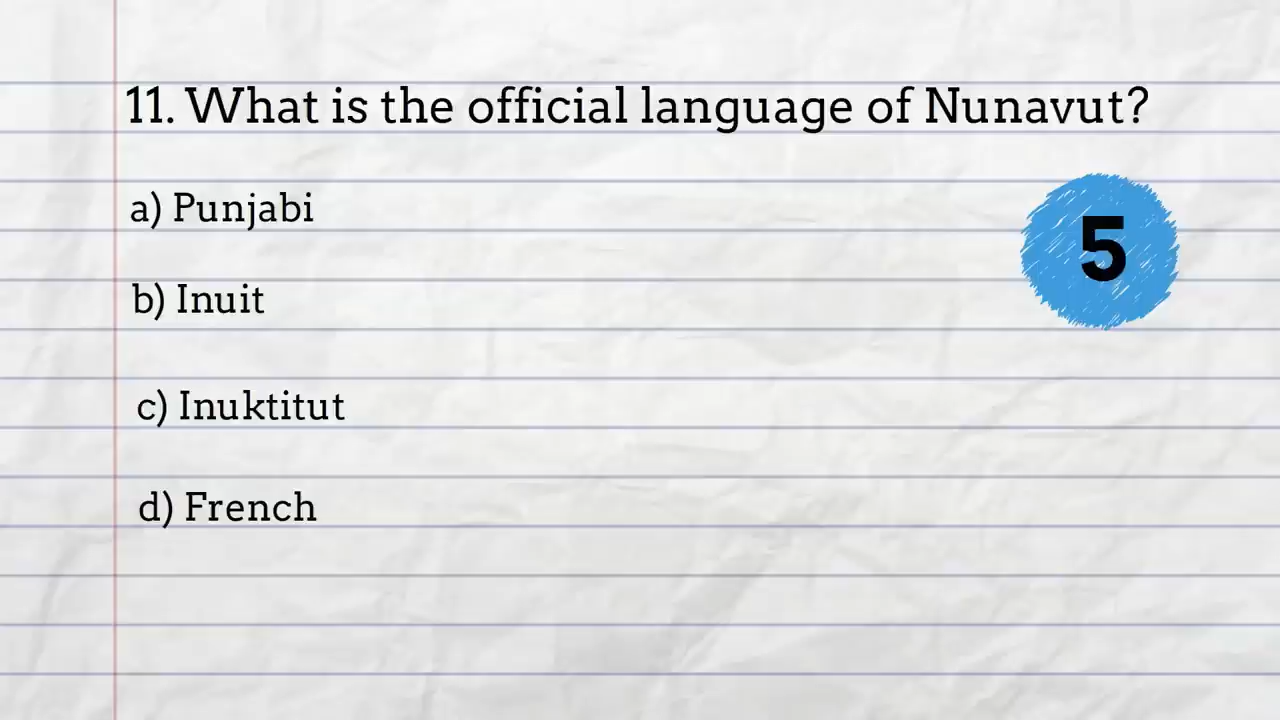 11. What is the official language of Nunavut?
a) Punjabi
5
b) Inuit
c) Inuktitut
d) French